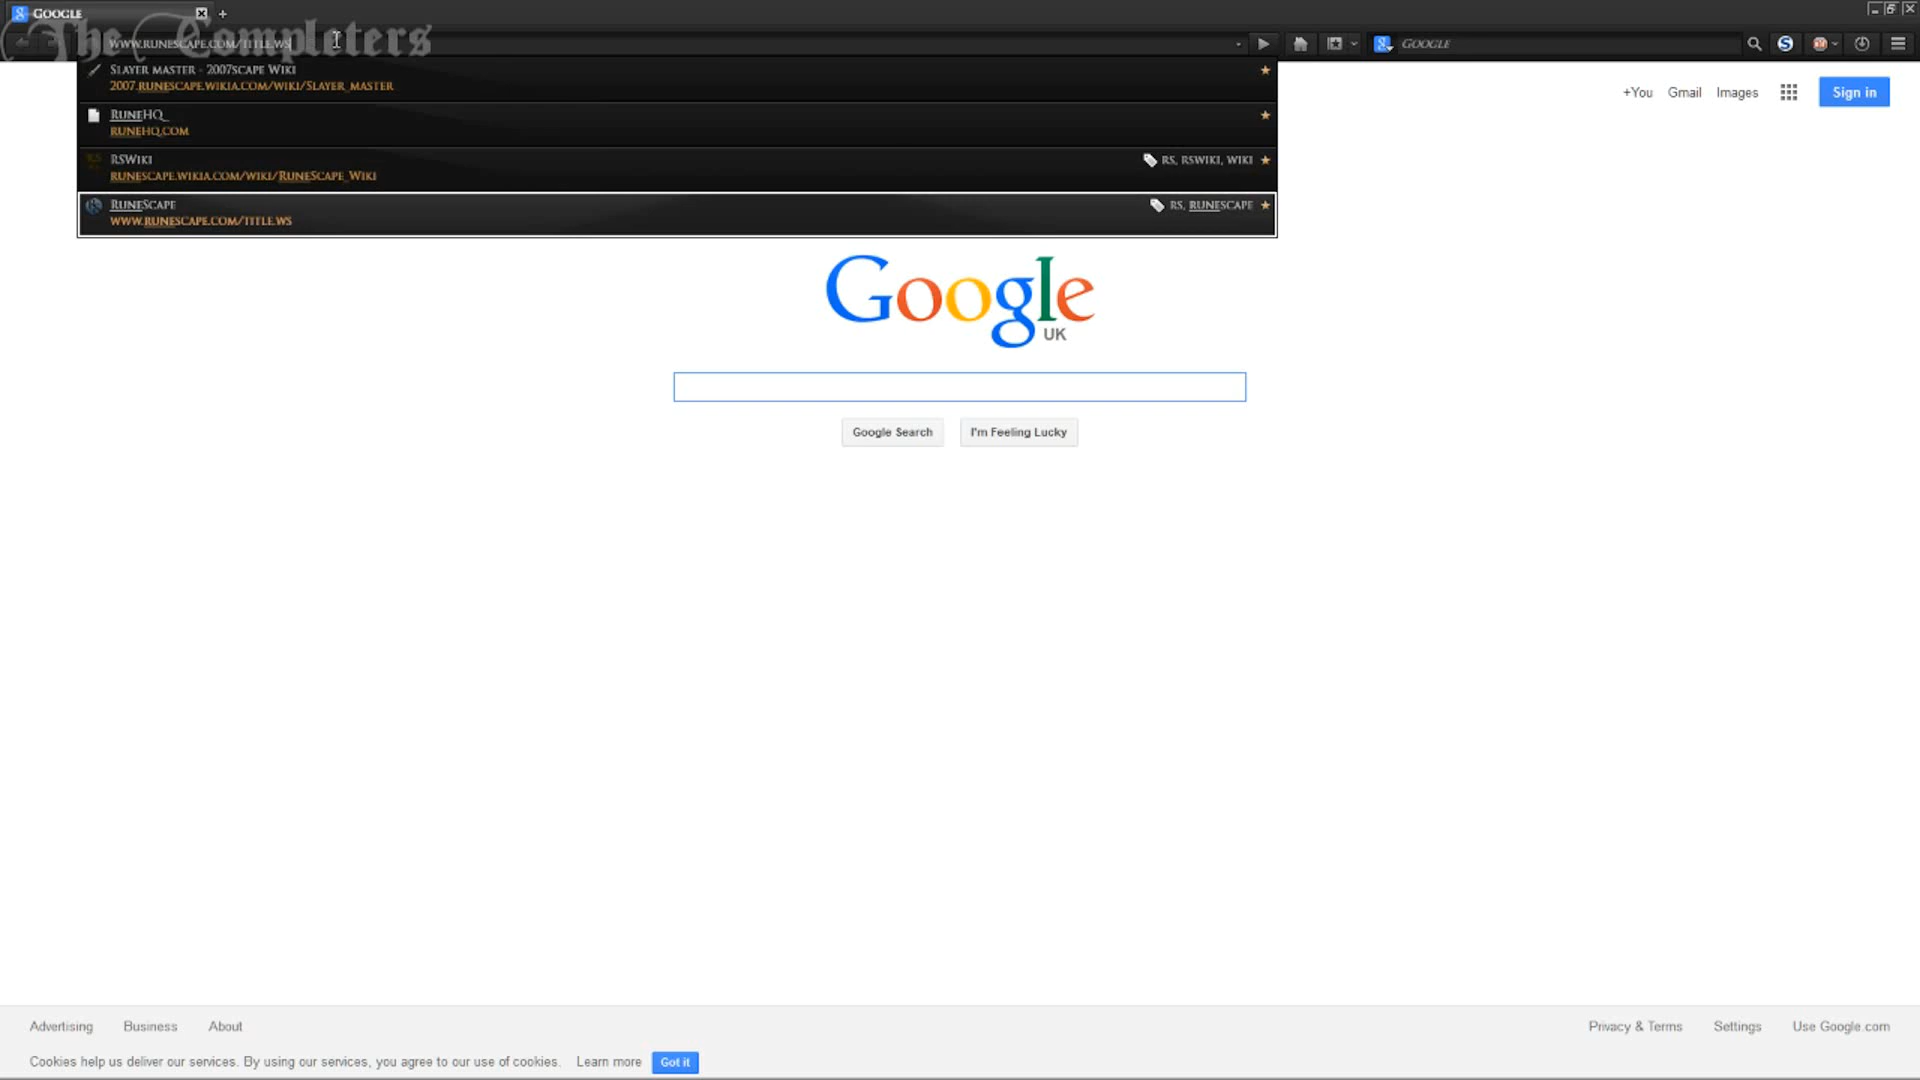 GOOGLE
The Completers
WWW.RUNESCAPE.COM/TITLE.WS
GOOGLE
SLAYER MASTER - 2007SCAPE WIKI
2007.RUNESCAPE.WIKIA.COM/WIKI/SLAYER_MASTER
RUNEHQ
RUNEHQ.COM
RSWIKI
RS, RSWIKI, WIKI
RUNESCAPE.WIKIA.COM/WIKI/RUNESCAPE_WIKI
RUNESCAPE
RS, RUNESCAPE
WWW.RUNESCAPE.COM/TITLE.WS
+You Gmail Images Sign in
Google
UK
Google Search I'm Feeling Lucky
Advertising Business About
Privacy & Terms Settings Use Google.com
Cookies help us deliver our services. By using our services, you agree to our use of cookies. Learn more Got it